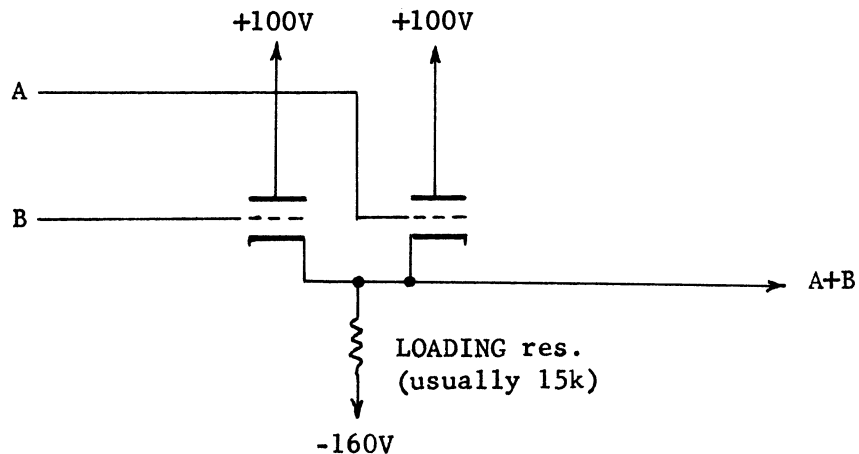 +100V +100V
A
B
A+B
LOADING res.
(usually 15k)
-160V